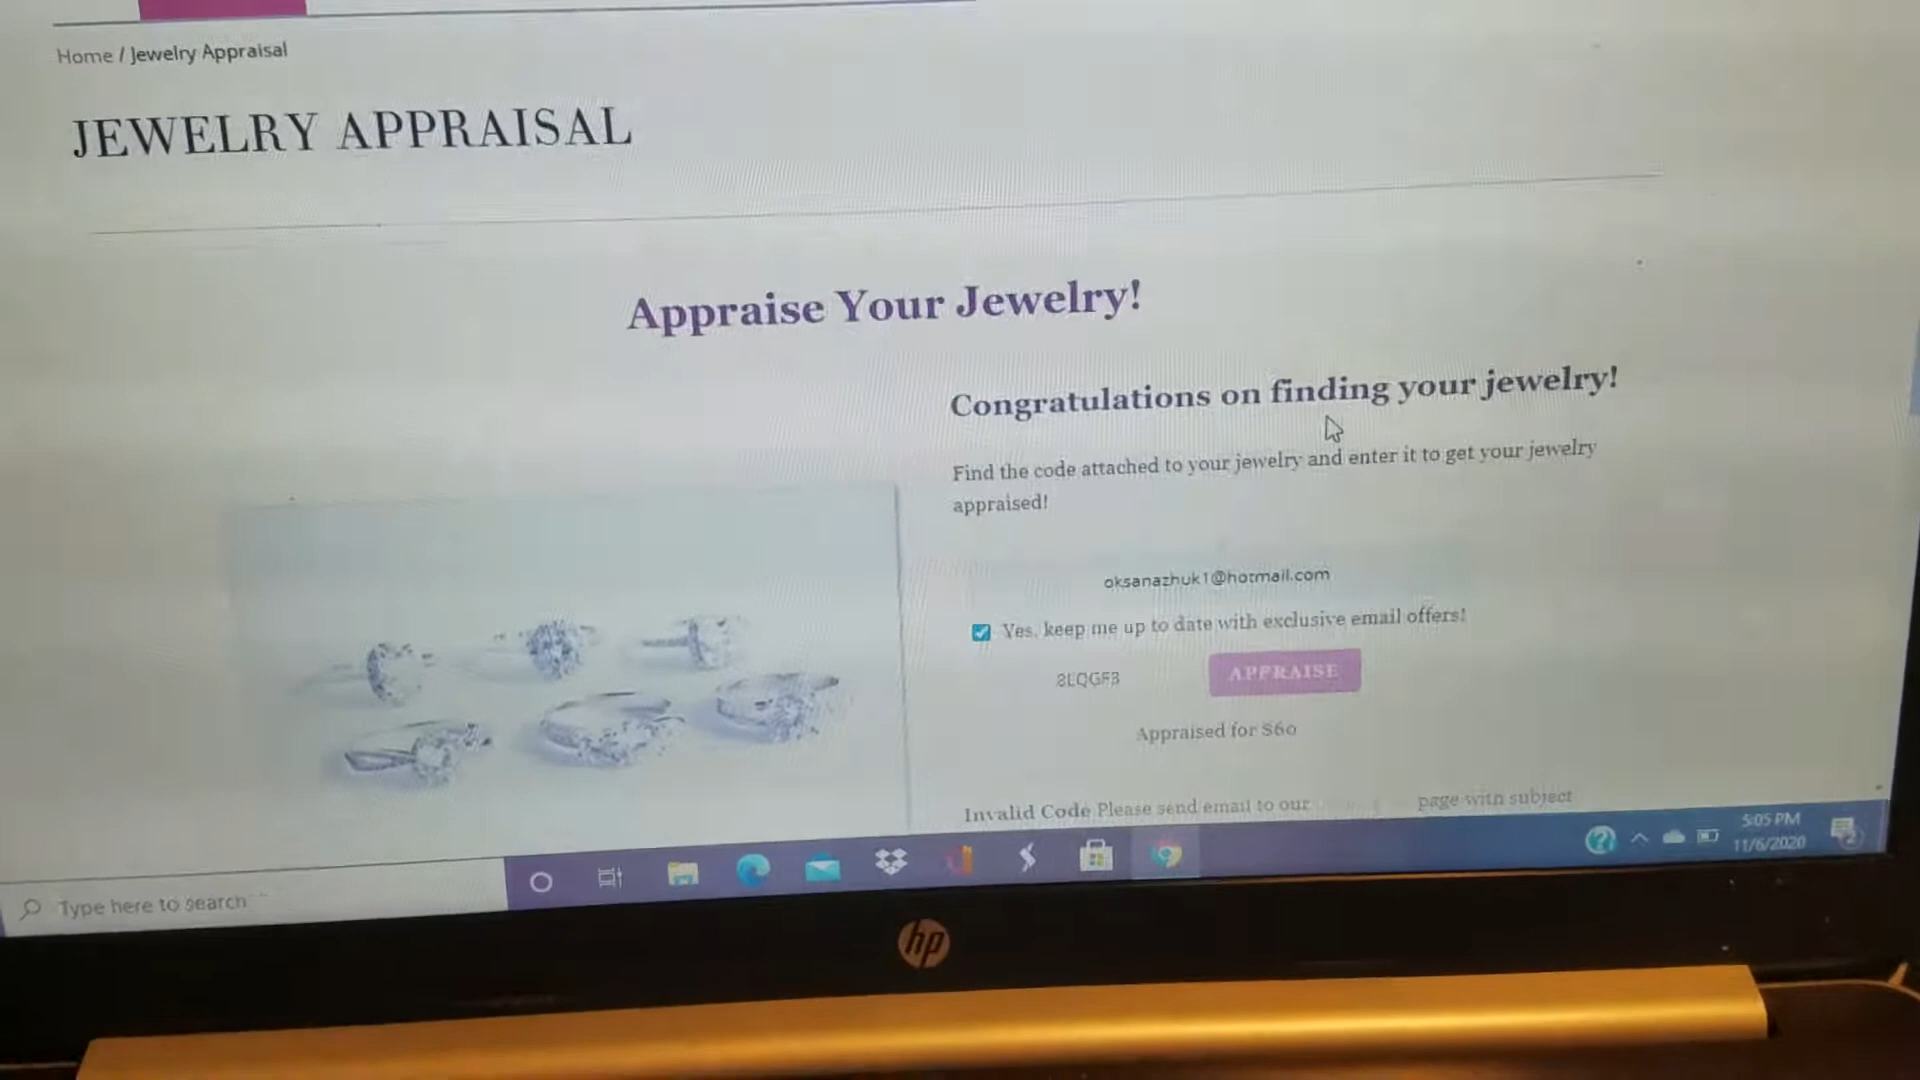 Home / Jewelry Appraisal
JEWELRY APPRAISAL
Appraise Your Jewelry!
Congratulations on finding your jewelry!
Find the code attached to your jewelry and enter it to get your jewelry
appraised!
oksanazhuk1@hotmail.com
Yes, keep me up to date with exclusive email offers!
8LQGF3
APPRAISE
Appraised for $60
Invalid Code Please send email to our page with subject
Type here to search
5:05 PM
11/6/2020
2
hp